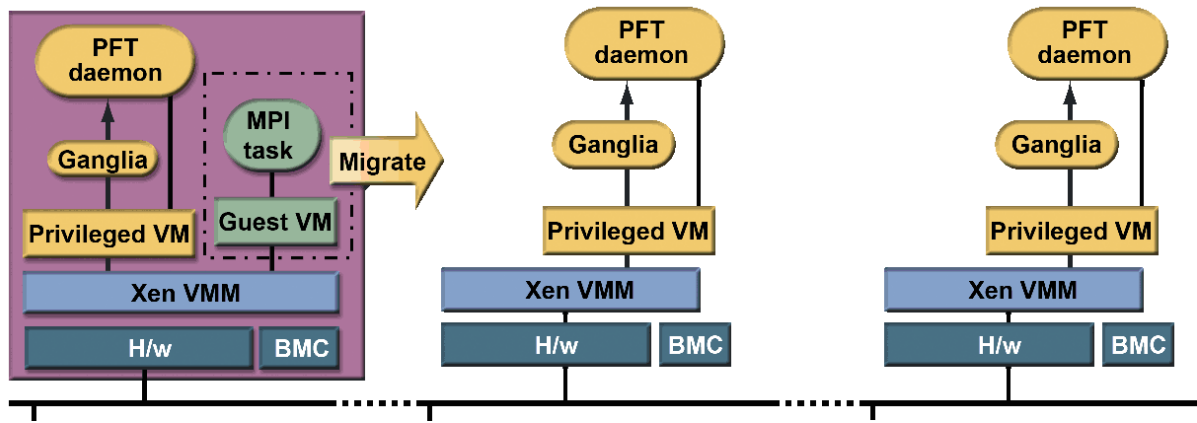 PFT
daemon
MPI
task
Ganglia
Migrate
Privileged VM
Guest VM
Xen VMM
H/w
BMC
PFT
daemon
Ganglia
Privileged VM
Xen VMM
H/w
BMC
PFT
daemon
Ganglia
Privileged VM
Xen VMM
H/w
BMC